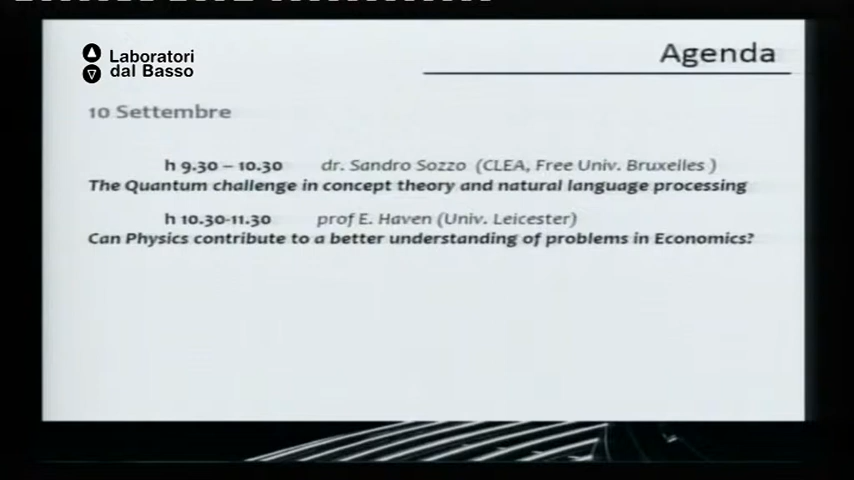 Laboratori
dal Basso
Agenda
10 Settembre
h 9.30 – 10.30 dr. Sandro Sozzo (CLEA, Free Univ. Bruxelles )
The Quantum challenge in concept theory and natural language processing
h 10.30-11.30 prof E. Haven (Univ. Leicester)
Can Physics contribute to a better understanding of problems in Economics?